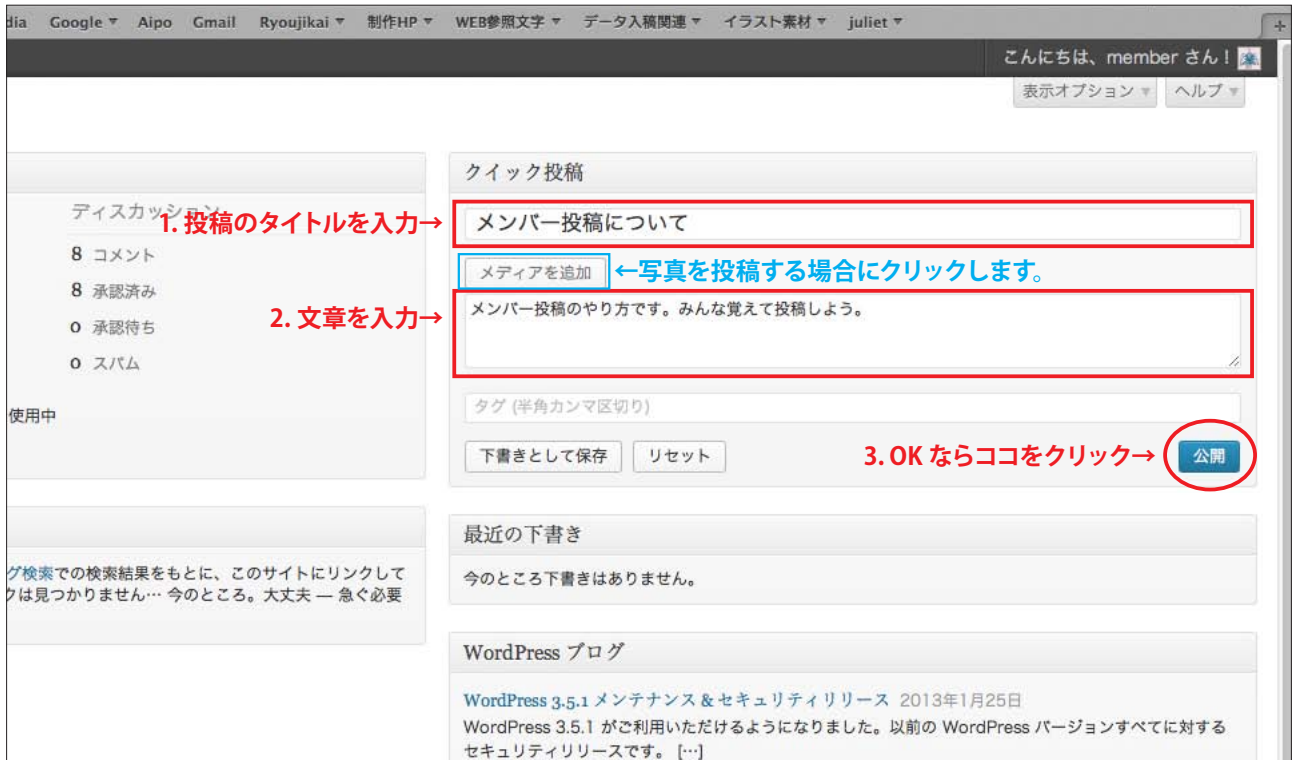 dia Google ▼ Aipo Gmail Ryoujikai ▼ 制作HP ▼ WEB参照文字 ▼ データ入稿関連 ▼ イラスト素材 ▼ juliet ▼
こんにちは、member さん！
表示オプション ▼ ヘルプ ▼
クイック投稿
ディスカッション
1. 投稿のタイトルを入力→
メンバー投稿について
8 コメント
メディアを追加
←写真を投稿する場合にクリックします。
8 承認済み
2. 文章を入力→
メンバー投稿のやり方です。みんな覚えて投稿しよう。
0 承認待ち
0 スパム
タグ (半角カンマ区切り)
使用中
下書きとして保存 リセット
3. OK ならココをクリック→
公開
最近の下書き
今のところ下書きはありません。
グ検索での検索結果をもとに、このサイトにリンクして
クは見つかりません… 今のところ。大丈夫 — 急ぐ必要
WordPress ブログ
WordPress 3.5.1 メンテナンス & セキュリティリリース 2013年1月25日
WordPress 3.5.1 がご利用いただけるようになりました。以前の WordPress バージョンすべてに対する
セキュリティリリースです。 […]